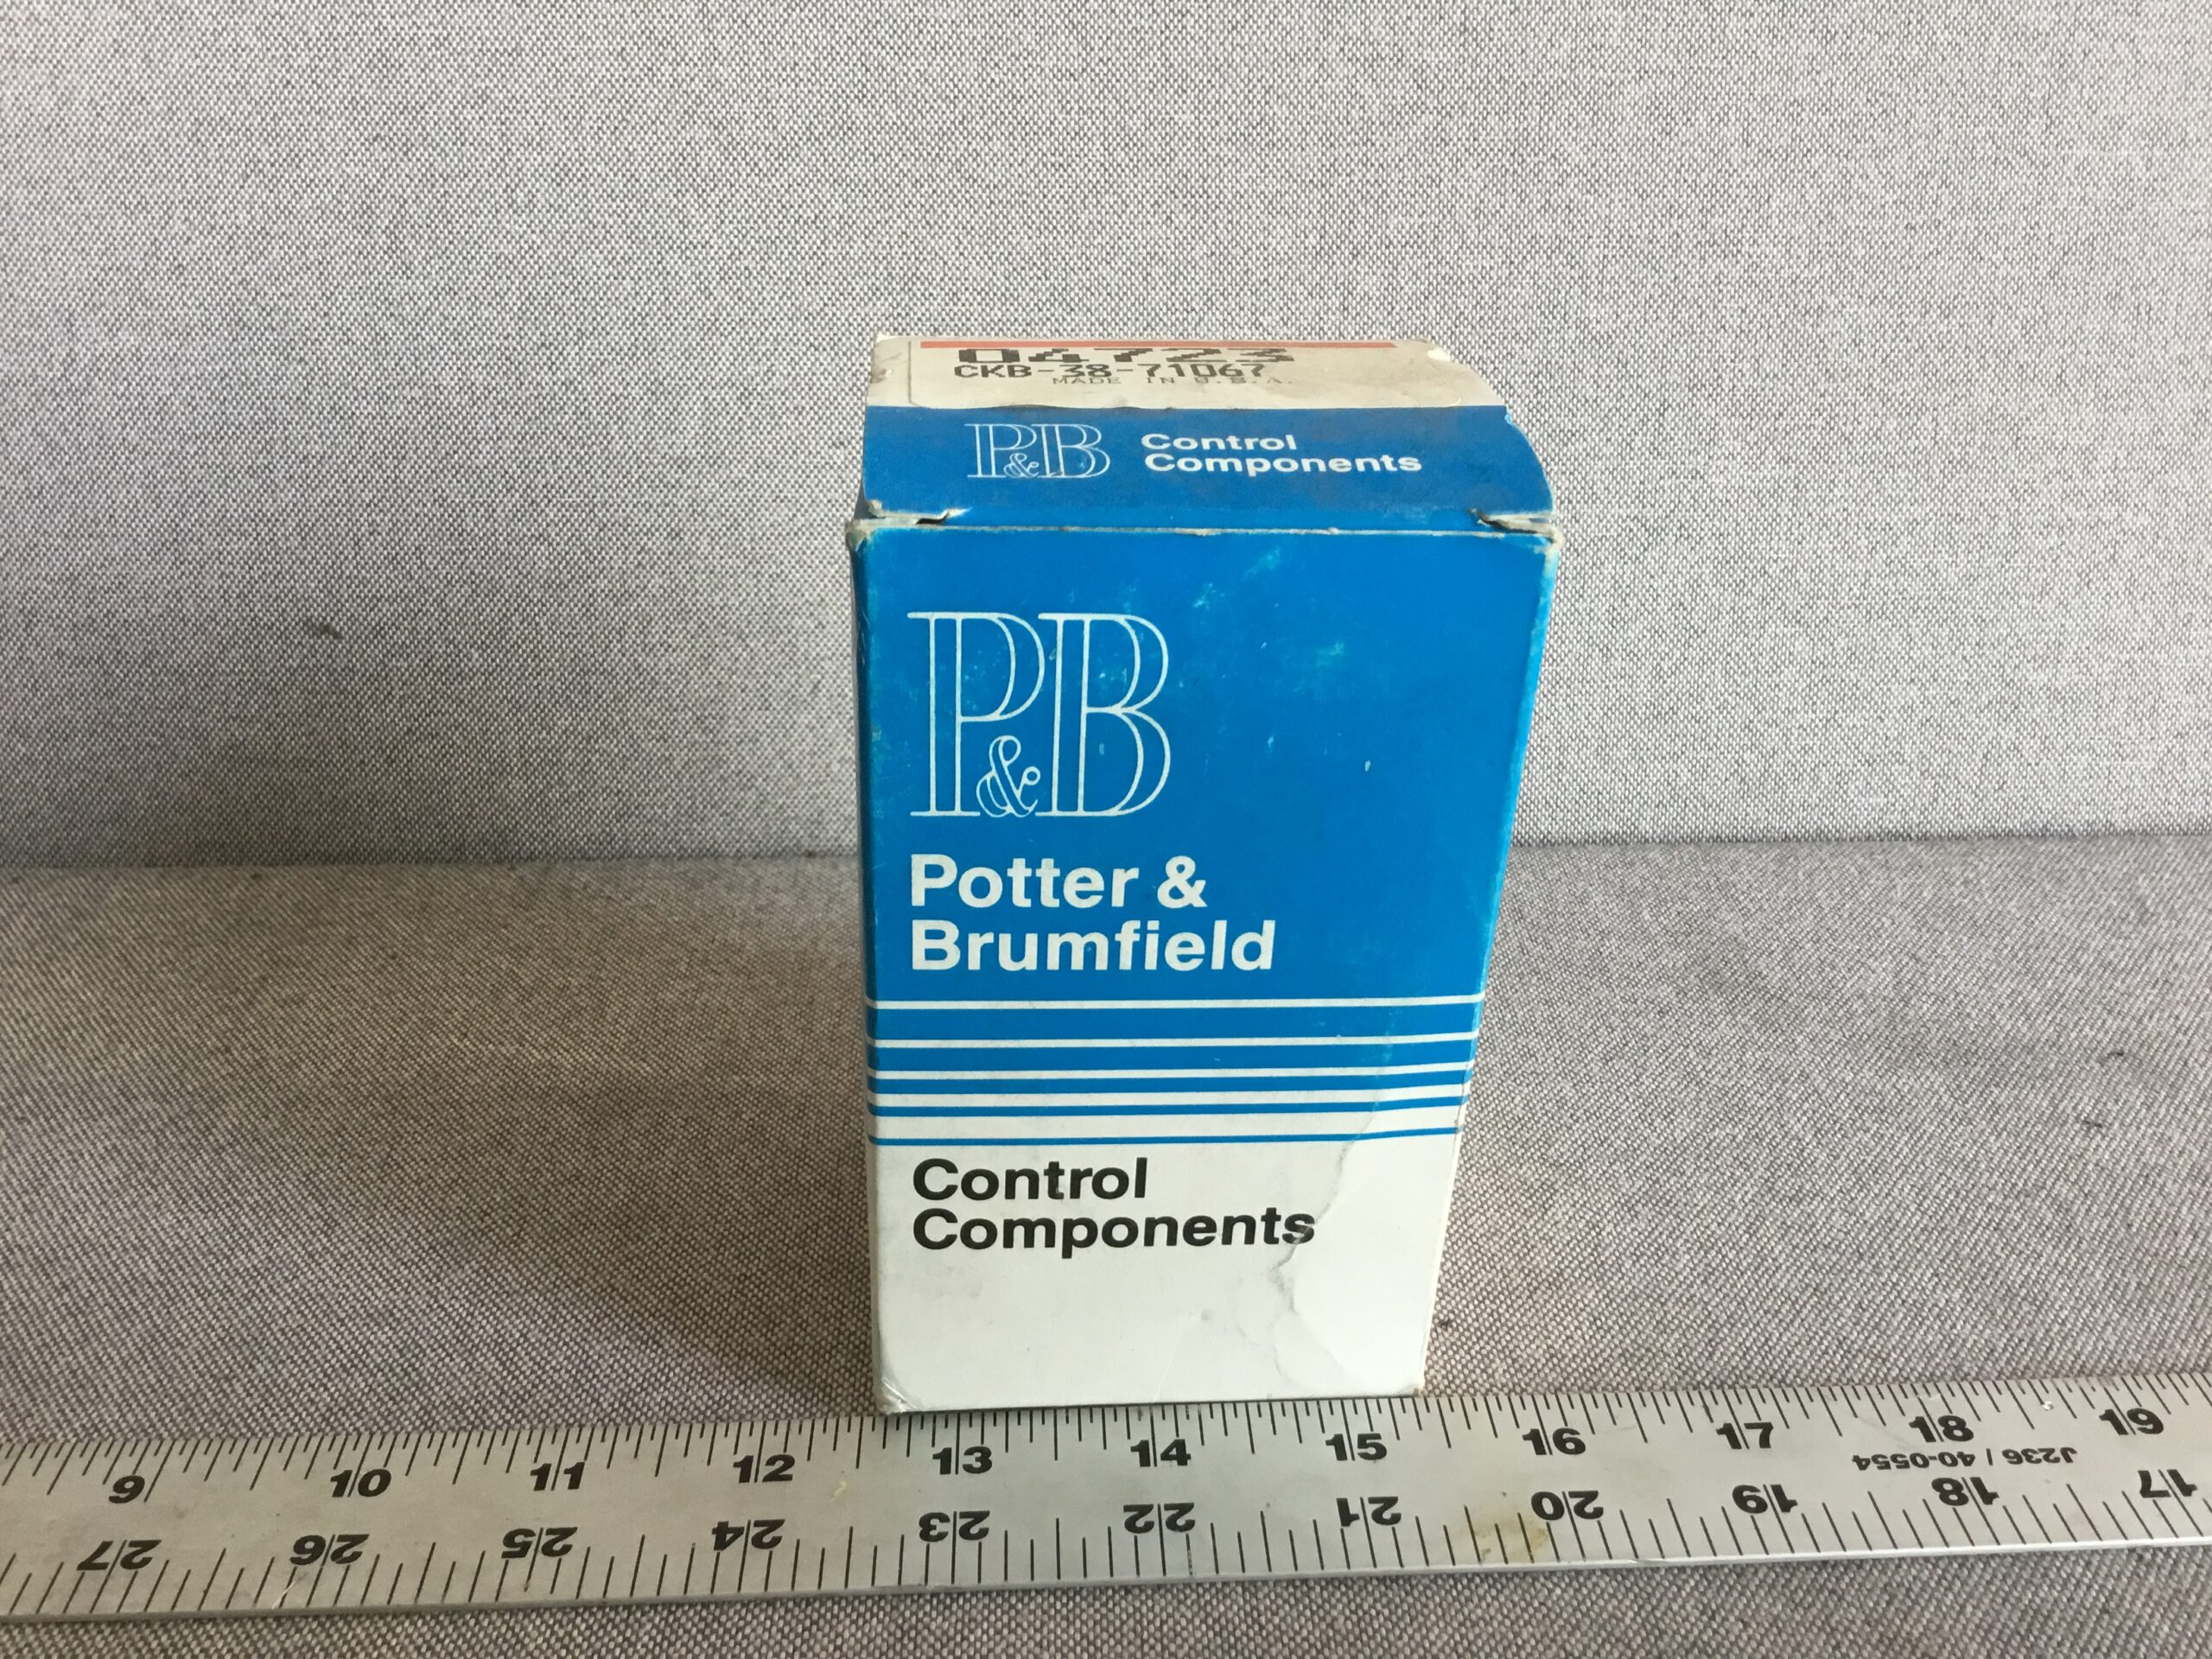 04723
CKB-38-71067
MADE IN U.S.A.
P&B Control
Components
P&B
Potter &
Brumfield
Control
Components
9 10 11 12 13 14 15 16 17 18 19
J236 / 40-0554
27 26 25 24 23 22 21 20 19 18 17